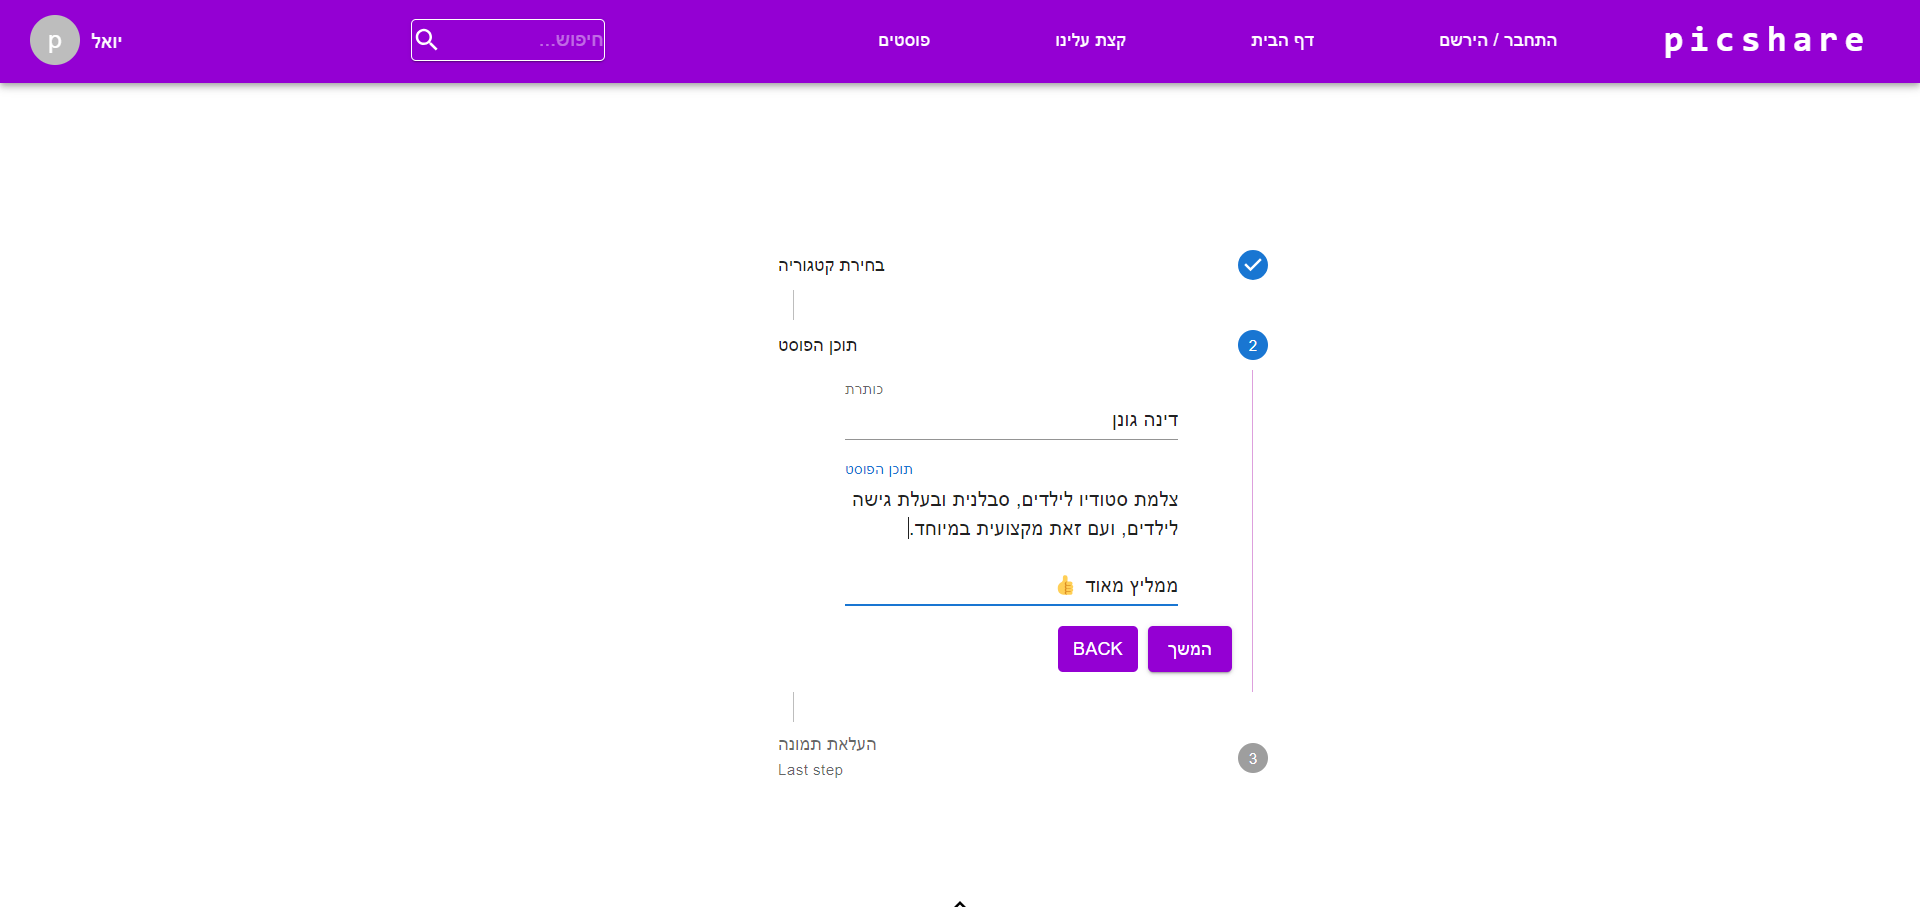 picshare
התחבר / הירשם
דף הבית
קצת עלינו
פוסטים
חיפוש...
יואל
p
בחירת קטגוריה
2
תוכן הפוסט
כותרת
דינה גונן
תוכן הפוסט
צלמת סטודיו לילדים, סבלנית ובעלת גישה
לילדים, ועם זאת מקצועית במיוחד.
ממליץ מאוד 👍
המשך
BACK
3
העלאת תמונה
Last step